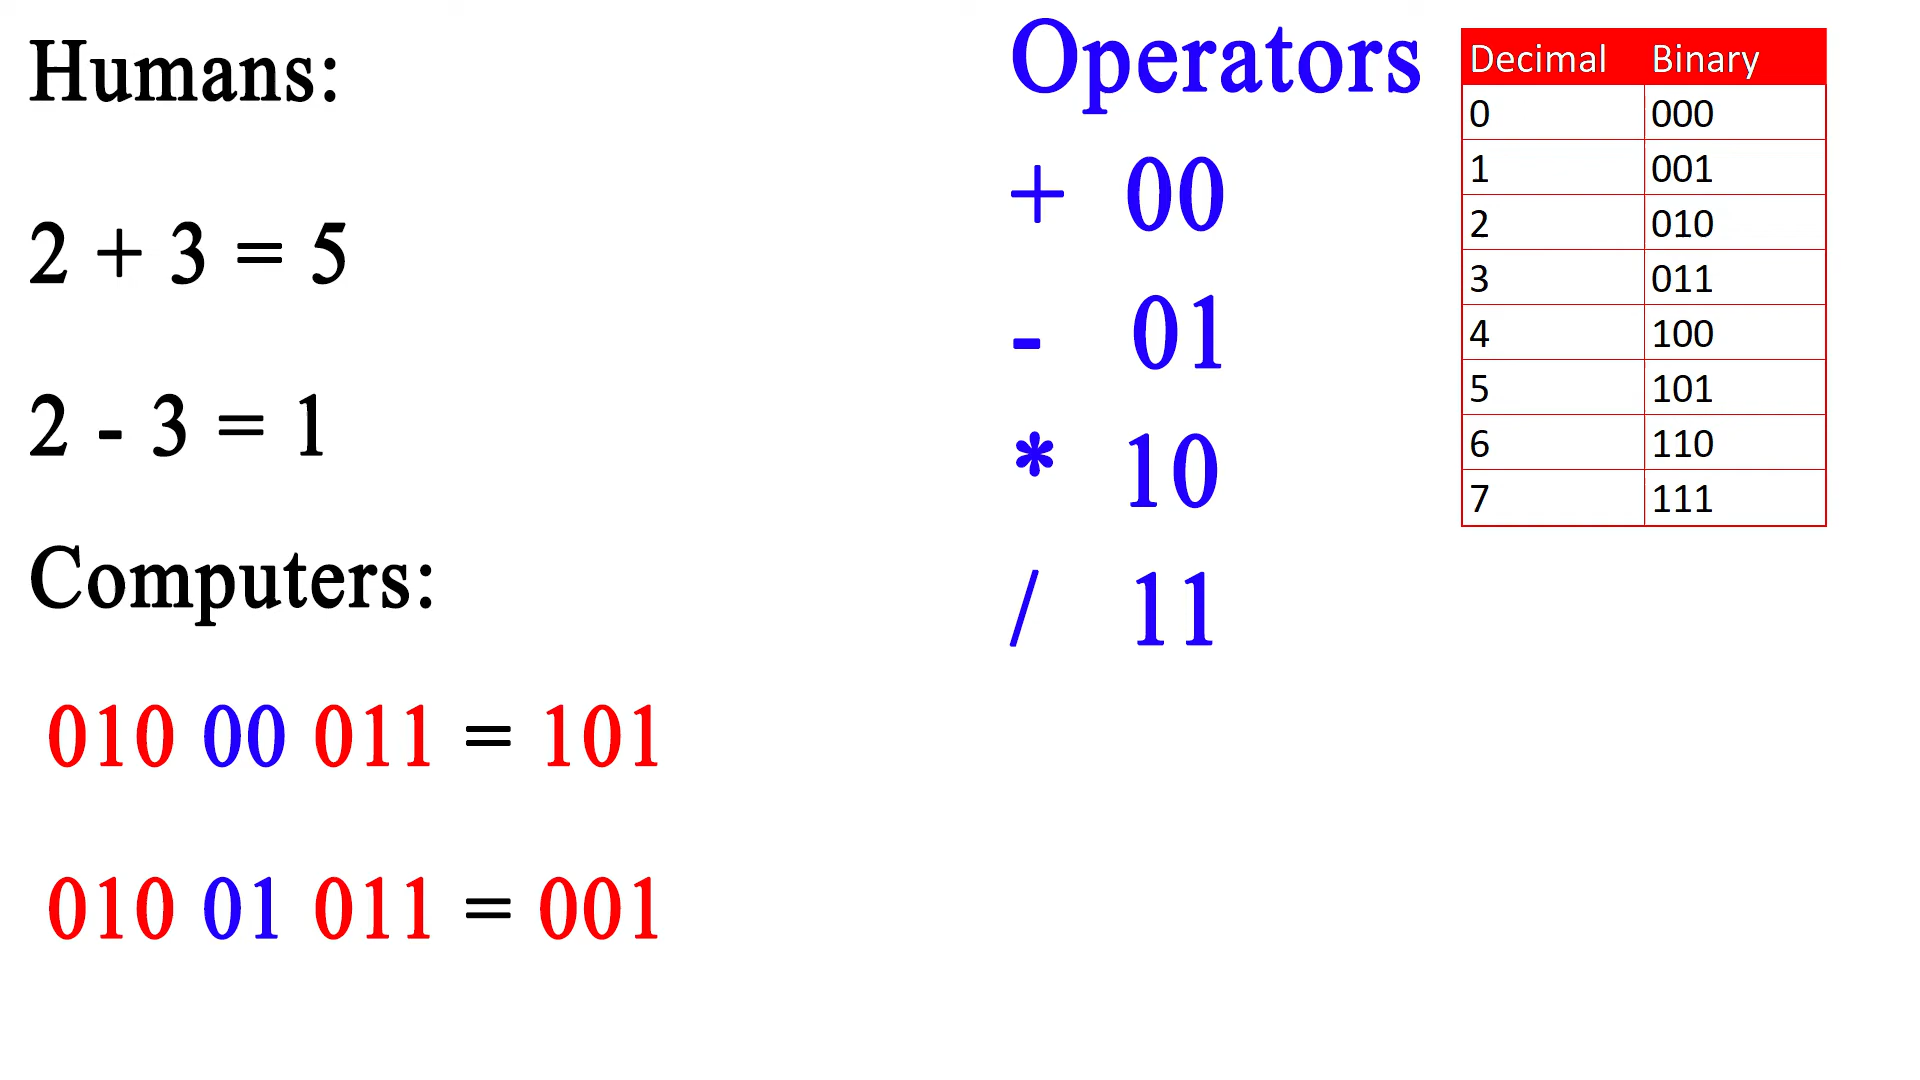 Humans:
2 + 3 = 5
2 - 3 = 1
Computers:
010 00 011 = 101
010 01 011 = 001
Operators
+ 00
- 01
* 10
/ 11
Decimal Binary
0 000
1 001
2 010
3 011
4 100
5 101
6 110
7 111